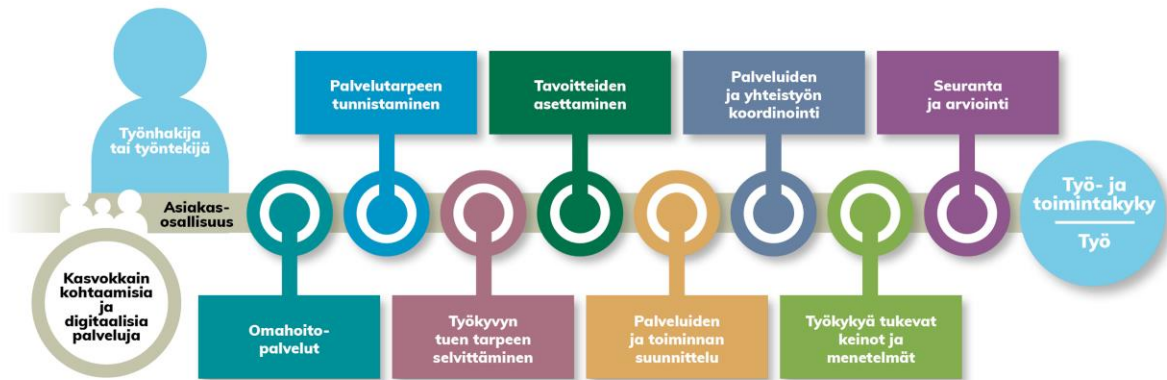 Työnhakija
tai työntekijä
Asiakas-
osallisuus
Kasvokkain
kohtaamisia
ja
digitaalisia
palveluja
Omahoito-
palvelut
Palvelutarpeen
tunnistaminen
Työkyvyn
tuen tarpeen
selvittäminen
Tavoitteiden
asettaminen
Palveluiden
ja toiminnan
suunnittelu
Palveluiden
ja yhteistyön
koordinointi
Työkykyä tukevat
keinot ja
menetelmät
Seuranta
ja arviointi
Työ- ja
toimintakyky
Työ